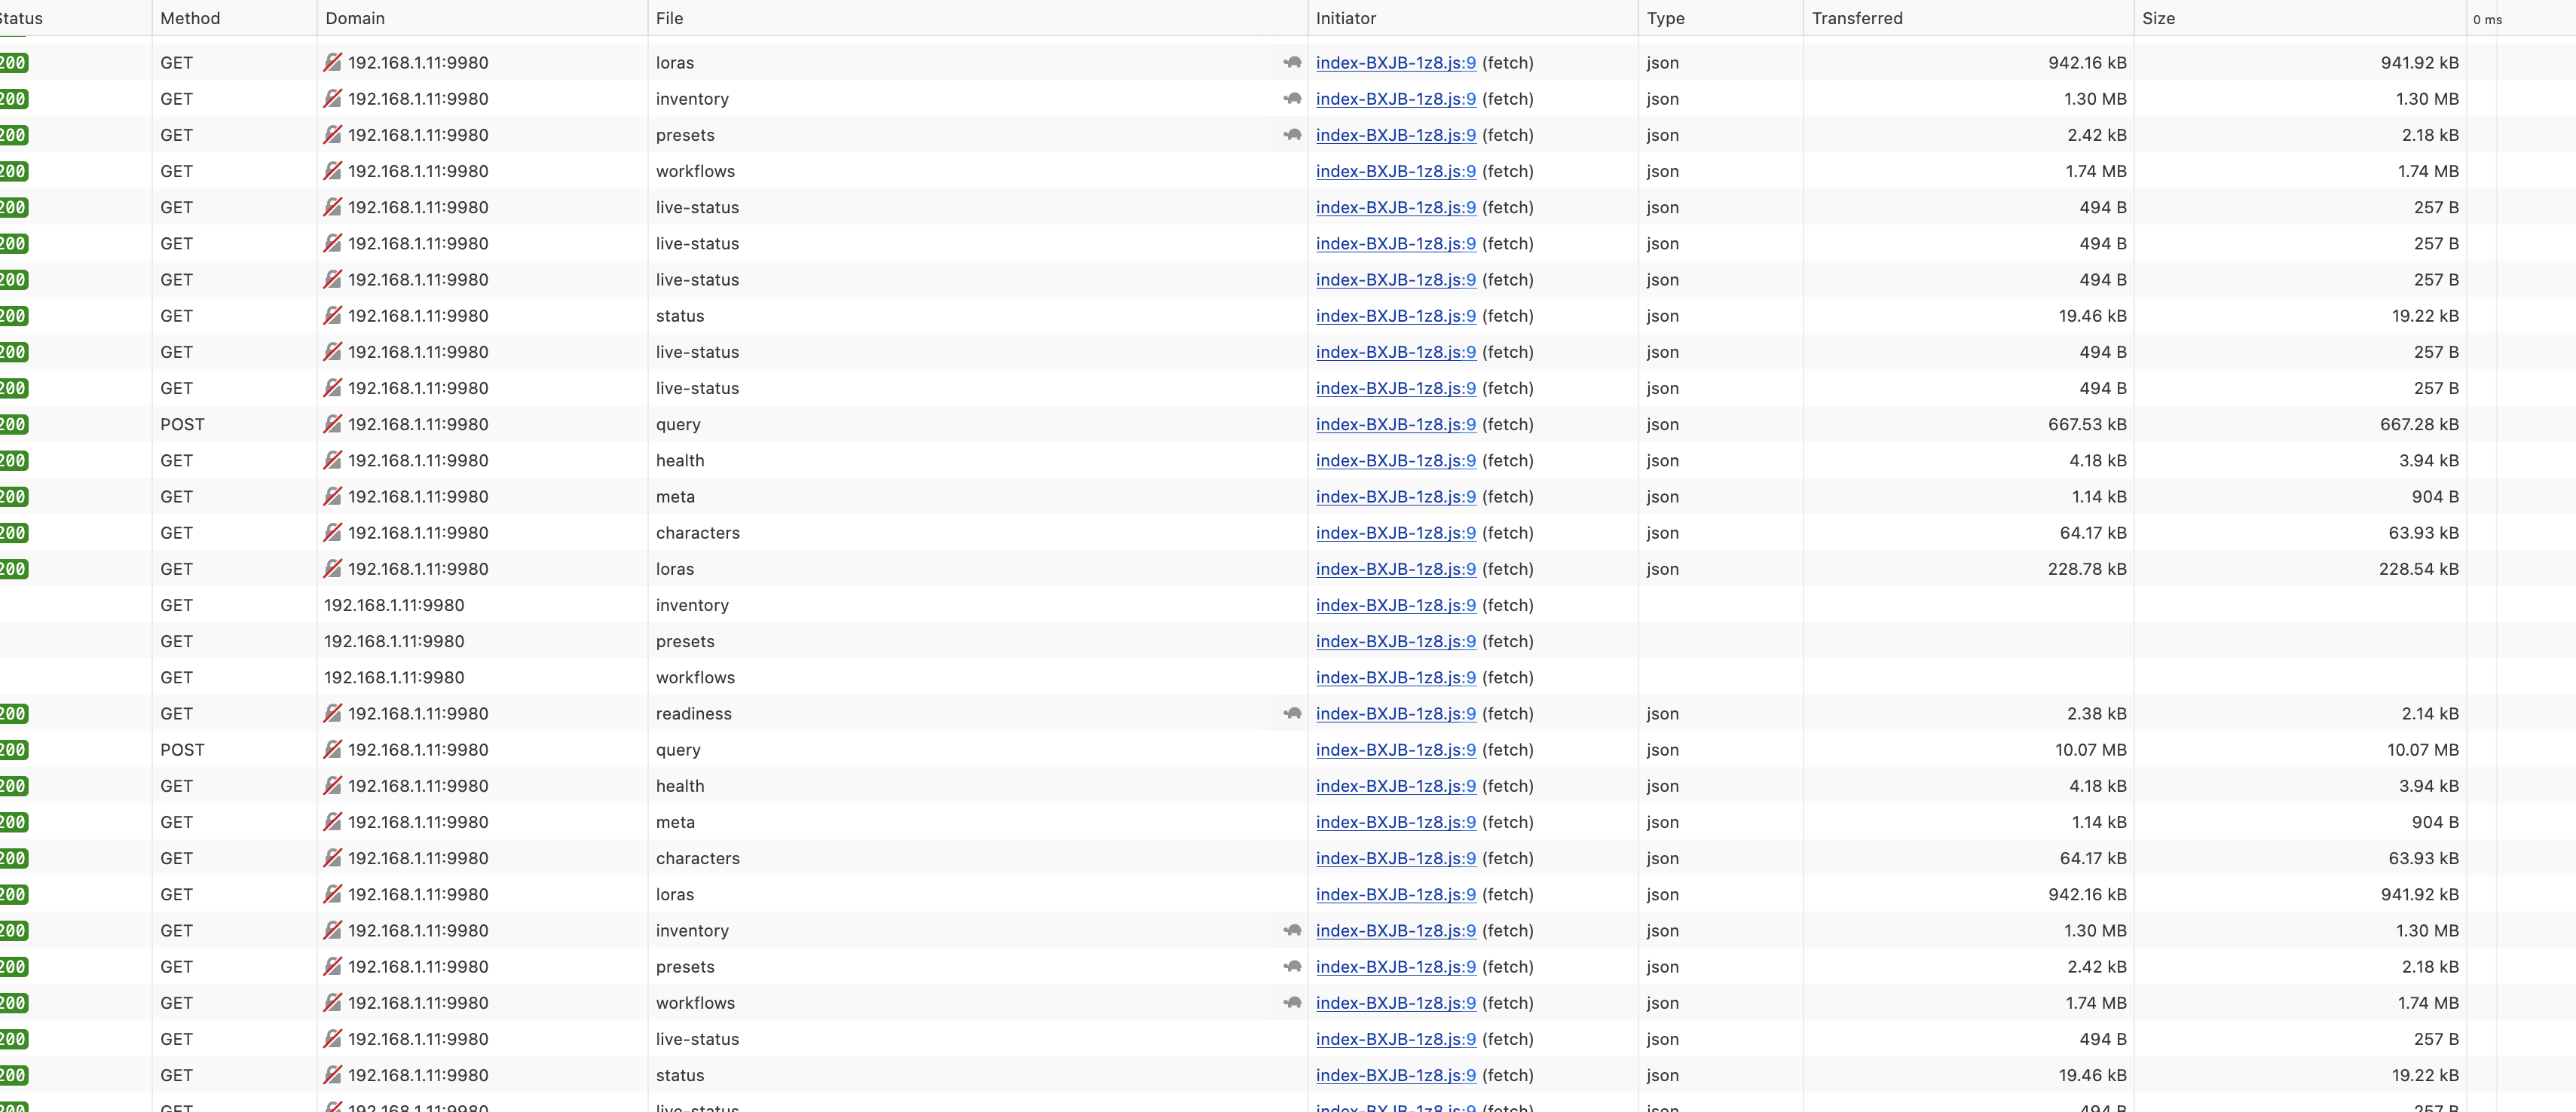 Status Method Domain File Initiator Type Transferred Size 0 ms
200 GET 192.168.1.11:9980 loras index-BXJB-1z8.js:9 (fetch) json 942.16 kB 941.92 kB
200 GET 192.168.1.11:9980 inventory index-BXJB-1z8.js:9 (fetch) json 1.30 MB 1.30 MB
200 GET 192.168.1.11:9980 presets index-BXJB-1z8.js:9 (fetch) json 2.42 kB 2.18 kB
200 GET 192.168.1.11:9980 workflows index-BXJB-1z8.js:9 (fetch) json 1.74 MB 1.74 MB
200 GET 192.168.1.11:9980 live-status index-BXJB-1z8.js:9 (fetch) json 494 B 257 B
200 GET 192.168.1.11:9980 live-status index-BXJB-1z8.js:9 (fetch) json 494 B 257 B
200 GET 192.168.1.11:9980 live-status index-BXJB-1z8.js:9 (fetch) json 494 B 257 B
200 GET 192.168.1.11:9980 status index-BXJB-1z8.js:9 (fetch) json 19.46 kB 19.22 kB
200 GET 192.168.1.11:9980 live-status index-BXJB-1z8.js:9 (fetch) json 494 B 257 B
200 GET 192.168.1.11:9980 live-status index-BXJB-1z8.js:9 (fetch) json 494 B 257 B
200 POST 192.168.1.11:9980 query index-BXJB-1z8.js:9 (fetch) json 667.53 kB 667.28 kB
200 GET 192.168.1.11:9980 health index-BXJB-1z8.js:9 (fetch) json 4.18 kB 3.94 kB
200 GET 192.168.1.11:9980 meta index-BXJB-1z8.js:9 (fetch) json 1.14 kB 904 B
200 GET 192.168.1.11:9980 characters index-BXJB-1z8.js:9 (fetch) json 64.17 kB 63.93 kB
200 GET 192.168.1.11:9980 loras index-BXJB-1z8.js:9 (fetch) json 228.78 kB 228.54 kB
GET 192.168.1.11:9980 inventory index-BXJB-1z8.js:9 (fetch)
GET 192.168.1.11:9980 presets index-BXJB-1z8.js:9 (fetch)
GET 192.168.1.11:9980 workflows index-BXJB-1z8.js:9 (fetch)
200 GET 192.168.1.11:9980 readiness index-BXJB-1z8.js:9 (fetch) json 2.38 kB 2.14 kB
200 POST 192.168.1.11:9980 query index-BXJB-1z8.js:9 (fetch) json 10.07 MB 10.07 MB
200 GET 192.168.1.11:9980 health index-BXJB-1z8.js:9 (fetch) json 4.18 kB 3.94 kB
200 GET 192.168.1.11:9980 meta index-BXJB-1z8.js:9 (fetch) json 1.14 kB 904 B
200 GET 192.168.1.11:9980 characters index-BXJB-1z8.js:9 (fetch) json 64.17 kB 63.93 kB
200 GET 192.168.1.11:9980 loras index-BXJB-1z8.js:9 (fetch) json 942.16 kB 941.92 kB
200 GET 192.168.1.11:9980 inventory index-BXJB-1z8.js:9 (fetch) json 1.30 MB 1.30 MB
200 GET 192.168.1.11:9980 presets index-BXJB-1z8.js:9 (fetch) json 2.42 kB 2.18 kB
200 GET 192.168.1.11:9980 workflows index-BXJB-1z8.js:9 (fetch) json 1.74 MB 1.74 MB
200 GET 192.168.1.11:9980 live-status index-BXJB-1z8.js:9 (fetch) json 494 B 257 B
200 GET 192.168.1.11:9980 status index-BXJB-1z8.js:9 (fetch) json 19.46 kB 19.22 kB
200 GET 192.168.1.11:9980 live-status index-BXJB-1z8.js:9 (fetch) json 494 B 257 B